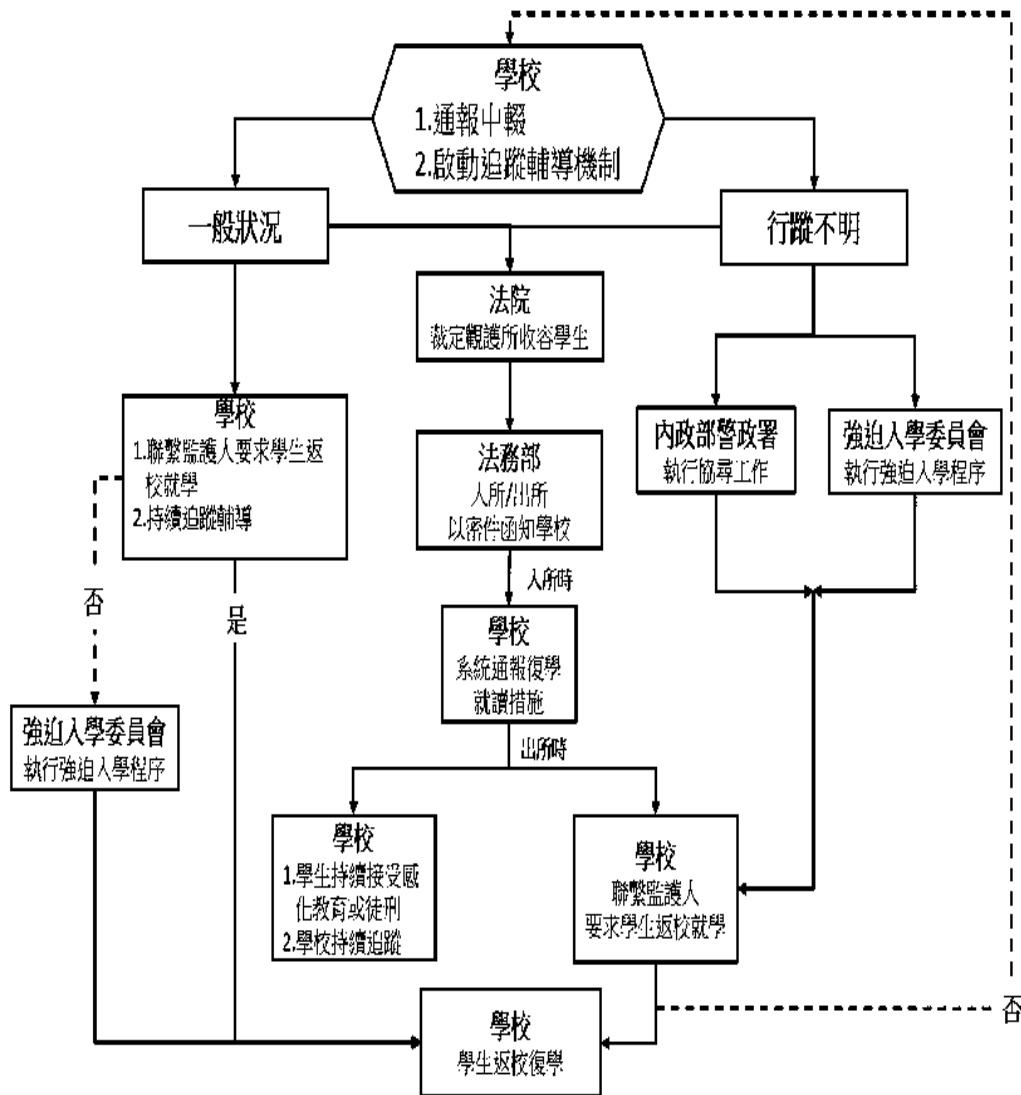 學校
1.通報中輟
2.啟動追蹤輔導機制
一般狀況
行蹤不明
法院
裁定觀護所收容學生
學校
1.聯繫監護人要求學生返
校就學
2.持續追蹤輔導
法務部
入所/出所
以密件函知學校
內政部警政署
執行協尋工作
強迫入學委員會
執行強迫入學程序
入所時
否
是
學校
系統通報復學
就讀措施
強迫入學委員會
執行強迫入學程序
出所時
學校
1.學生持續接受感
化教育或徒刑
2.學校持續追蹤
學校
聯繫監護人
要求學生返校就學
否
學校
學生返校復學